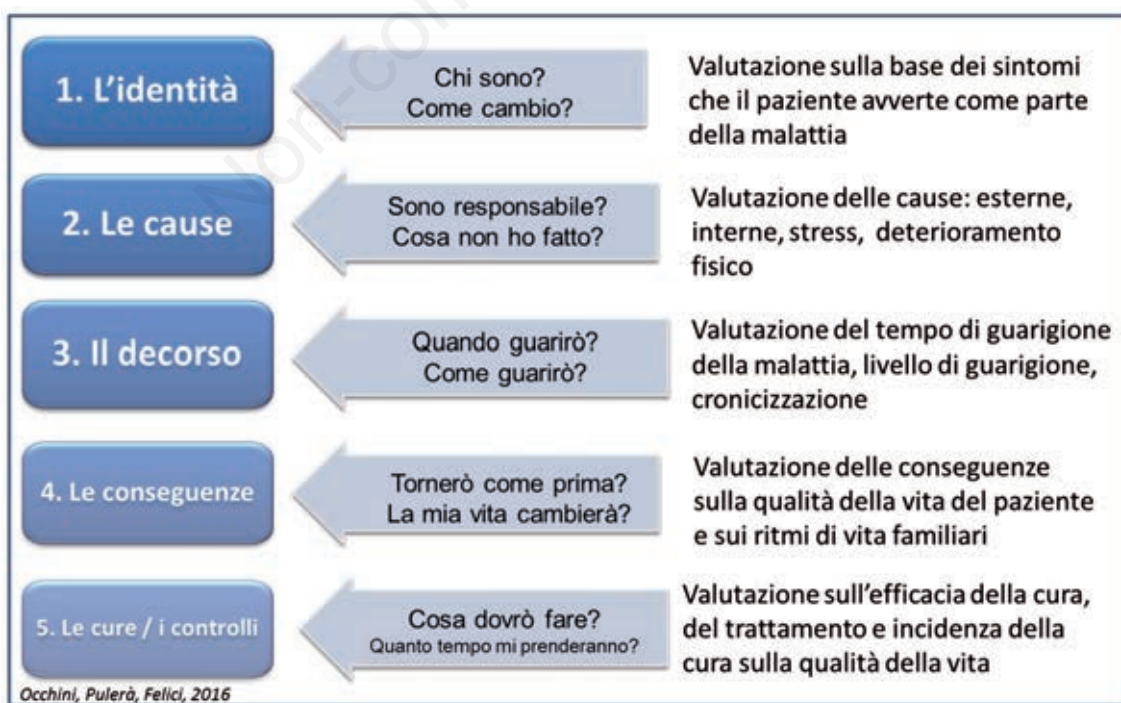 1. L'identità
Chi sono?
Come cambio?
Valutazione sulla base dei sintomi
che il paziente avverte come parte
della malattia
2. Le cause
Sono responsabile?
Cosa non ho fatto?
Valutazione delle cause: esterne,
interne, stress, deterioramento
fisico
3. Il decorso
Quando guarirò?
Come guarirò?
Valutazione del tempo di guarigione
della malattia, livello di guarigione,
cronicizzazione
4. Le conseguenze
Tornerò come prima?
La mia vita cambierà?
Valutazione delle conseguenze
sulla qualità della vita del paziente
e sui ritmi di vita familiari
5. Le cure / i controlli
Cosa dovrò fare?
Quanto tempo mi prenderanno?
Valutazione sull'efficacia della cura,
del trattamento e incidenza della
cura sulla qualità della vita
Occhini, Pulerà, Felici, 2016
Non-com